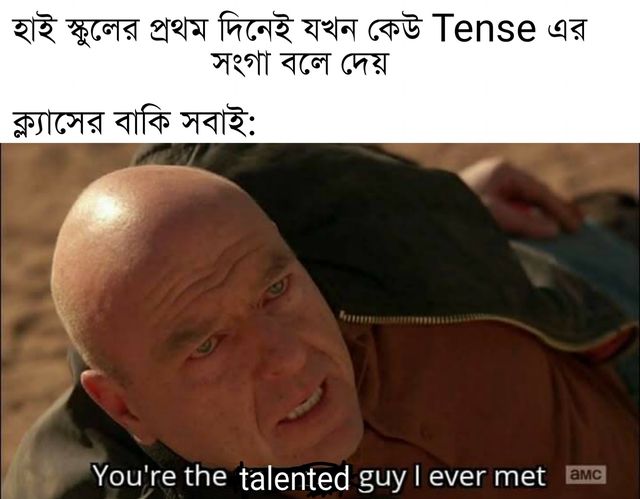 হাই স্কুলের প্রথম দিনেই যখন কেউ Tense এর
সংগা বলে দেয়
ক্ল্যাসের বাকি সবাই:
You're the talented guy I ever met
aMC